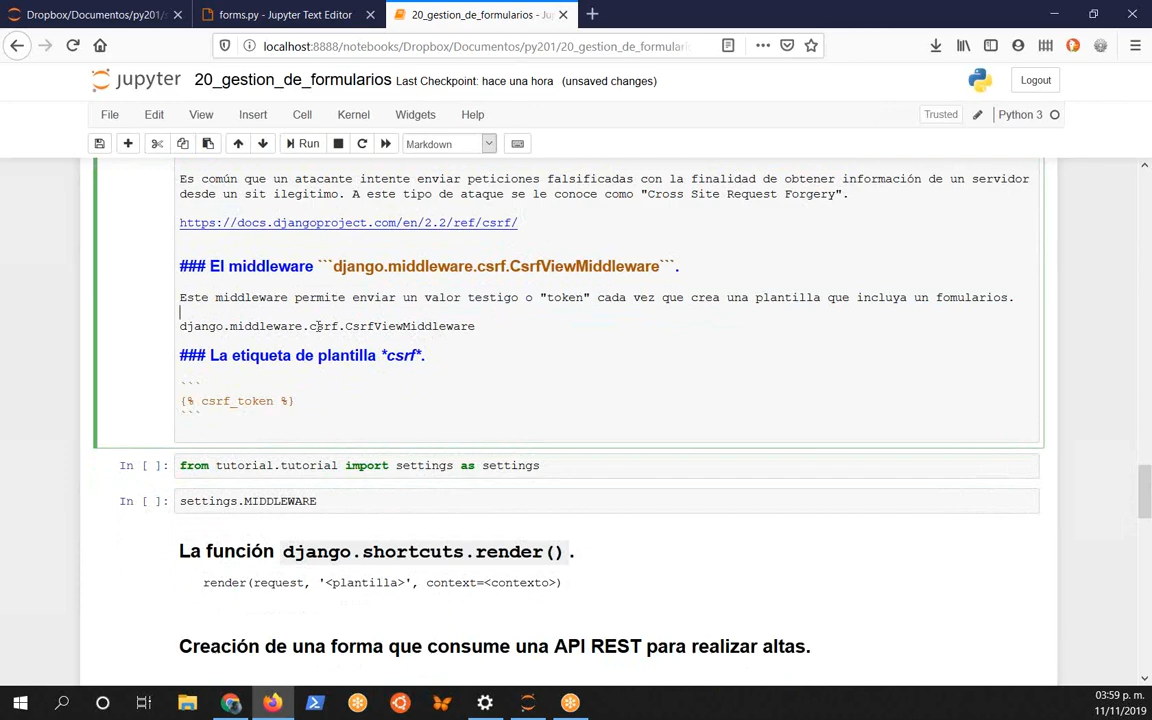 Dropbox/Documentos/py201/
forms.py - Jupyter Text Editor
20_gestion_de_formularios - Ju
localhost:8888/notebooks/Dropbox/Documentos/py201/20_gestion_de_formulari
jupyter 20_gestion_de_formularios Last Checkpoint: hace una hora (unsaved changes)
Logout
File Edit View Insert Cell Kernel Widgets Help
Trusted Python 3
Run Markdown
Es común que un atacante intente enviar peticiones falsificadas con la finalidad de obtener información de un servidor
desde un sit ilegitimo. A este tipo de ataque se le conoce como "Cross Site Request Forgery".
https://docs.djangoproject.com/en/2.2/ref/csrf/
### El middleware ```django.middleware.csrf.CsrfViewMiddleware```.
Este middleware permite enviar un valor testigo o "token" cada vez que crea una plantilla que incluya un fomularios.
django.middleware.csrf.CsrfViewMiddleware
### La etiqueta de plantilla *csrf*.
```
{% csrf_token %}
```
In [ ]: from tutorial.tutorial import settings as settings
In [ ]: settings.MIDDLEWARE
La función django.shortcuts.render().
render(request, '<plantilla>', context=<contexto>)
Creación de una forma que consume una API REST para realizar altas.
03:59 p. m.
11/11/2019